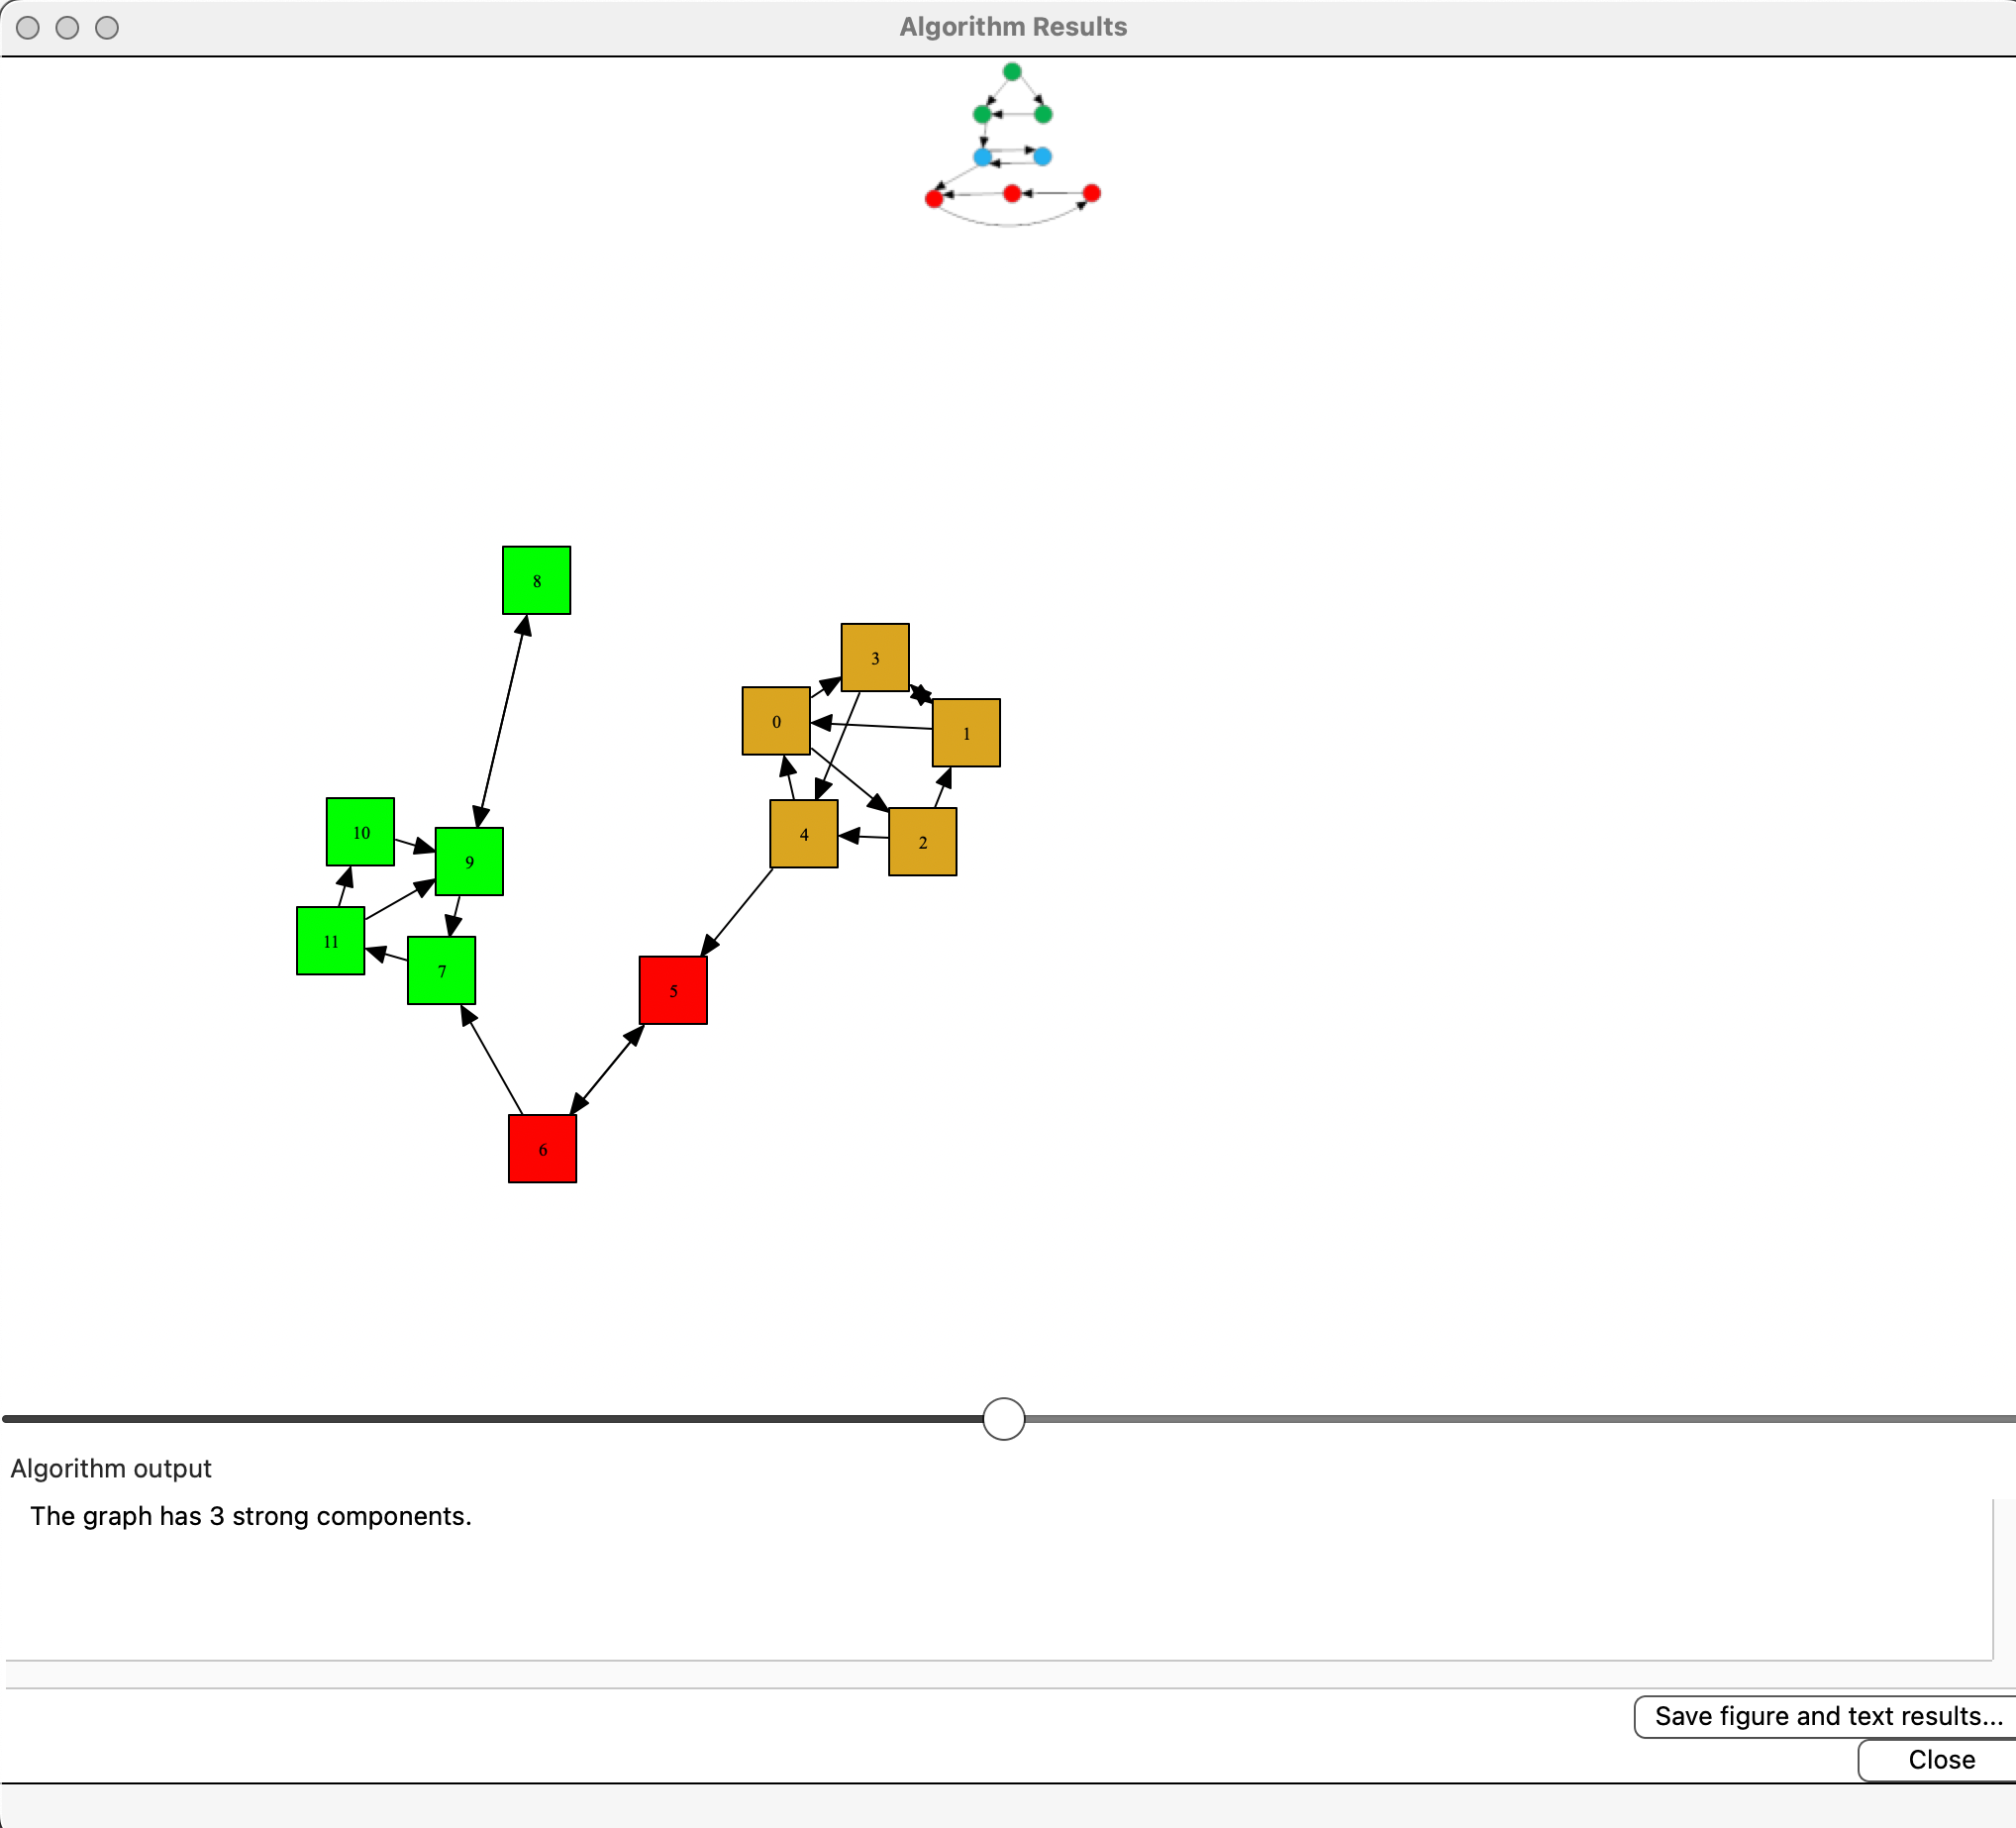 Algorithm Results
8
3
0
1
10
9
4
2
11
7
5
6
Algorithm output
The graph has 3 strong components.
Save figure and text results...
Close